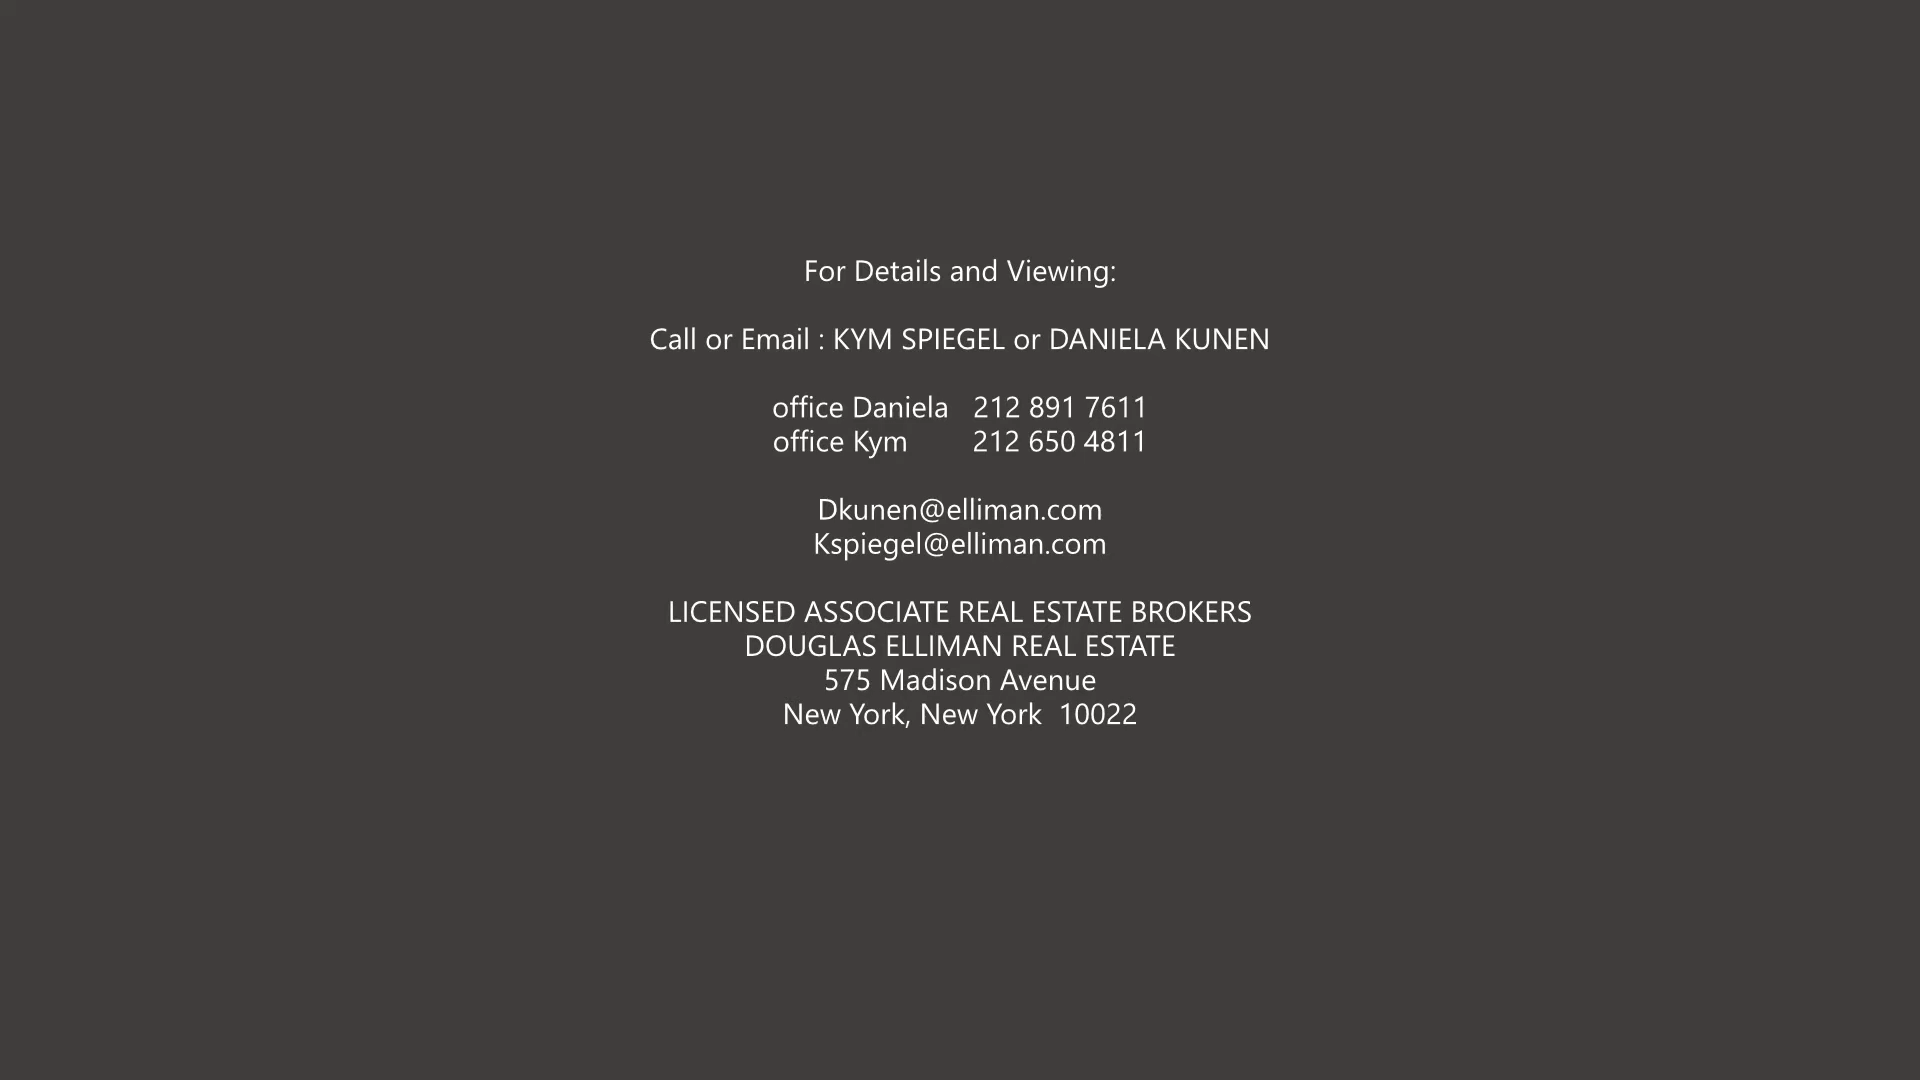 For Details and Viewing:
Call or Email : KYM SPIEGEL or DANIELA KUNEN
office Daniela 212 891 7611
office Kym 212 650 4811
Dkunen@elliman.com
Kspiegel@elliman.com
LICENSED ASSOCIATE REAL ESTATE BROKERS
DOUGLAS ELLIMAN REAL ESTATE
575 Madison Avenue
New York, New York 10022